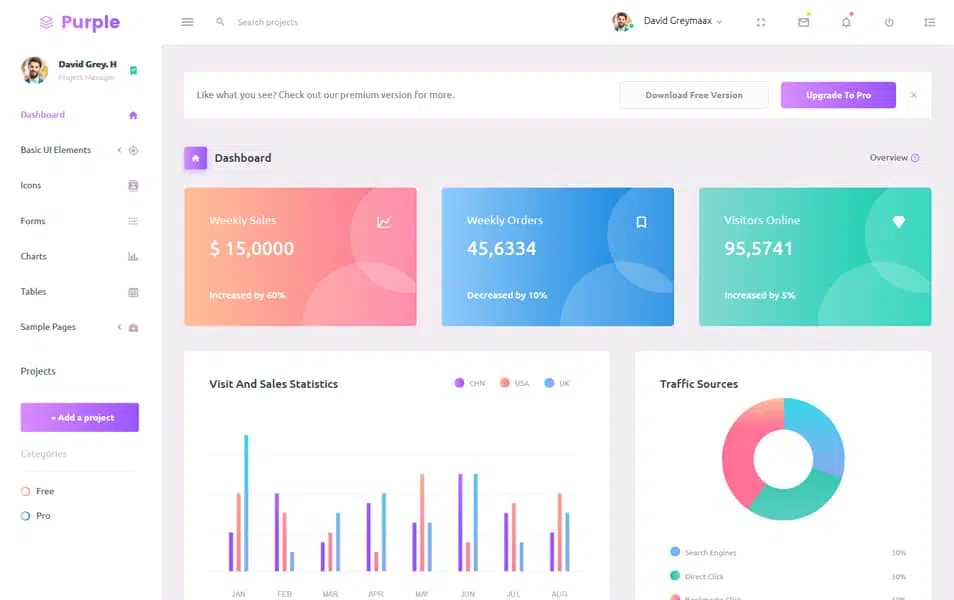 Purple
Search projects
David Greymaax
David Grey. H
Project Manager
Dashboard
Basic UI Elements
Icons
Forms
Charts
Tables
Sample Pages
Projects
+ Add a project
Categories
Free
Pro
Like what you see? Check out our premium version for more.
Download Free Version
Upgrade To Pro
Dashboard
Overview
Weekly Sales
$ 15,0000
Increased by 60%
Weekly Orders
45,6334
Decreased by 10%
Visitors Online
95,5741
Increased by 5%
Visit And Sales Statistics
CHN USA UK
JAN FEB MAR APR MAY JUN JUL AUG
Traffic Sources
Search Engines 30%
Direct Click 30%
Bookmarks Click 40%